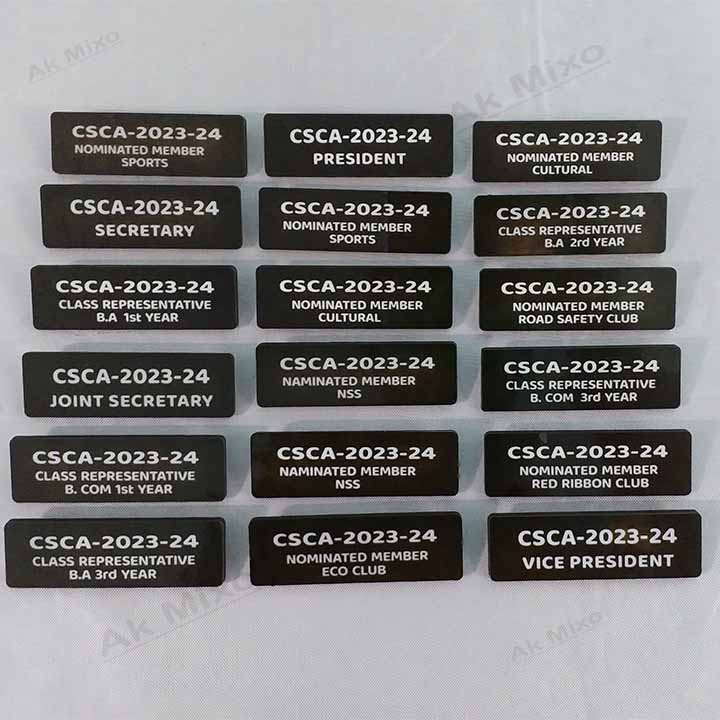 Ak Mixo
Ak Mixo
CSCA-2023-24
NOMINATED MEMBER
SPORTS
CSCA-2023-24
PRESIDENT
CSCA-2023-24
NOMINATED MEMBER
CULTURAL
CSCA-2023-24
SECRETARY
CSCA-2023-24
NOMINATED MEMBER
SPORTS
CSCA-2023-24
CLASS REPRESENTATIVE
B.A 2rd YEAR
CSCA-2023-24
CLASS REPRESENTATIVE
B.A 1st YEAR
CSCA-2023-24
NOMINATED MEMBER
CULTURAL
CSCA-2023-24
NOMINATED MEMBER
ROAD SAFETY CLUB
CSCA-2023-24
JOINT SECRETARY
CSCA-2023-24
NAMINATED MEMBER
NSS
CSCA-2023-24
CLASS REPRESENTATIVE
B. COM 3rd YEAR
CSCA-2023-24
CLASS REPRESENTATIVE
B. COM 1st YEAR
CSCA-2023-24
NAMINATED MEMBER
NSS
CSCA-2023-24
NOMINATED MEMBER
RED RIBBON CLUB
CSCA-2023-24
CLASS REPRESENTATIVE
B.A 3rd YEAR
CSCA-2023-24
NOMINATED MEMBER
ECO CLUB
CSCA-2023-24
VICE PRESIDENT
Ak Mixo
Ak Mixo